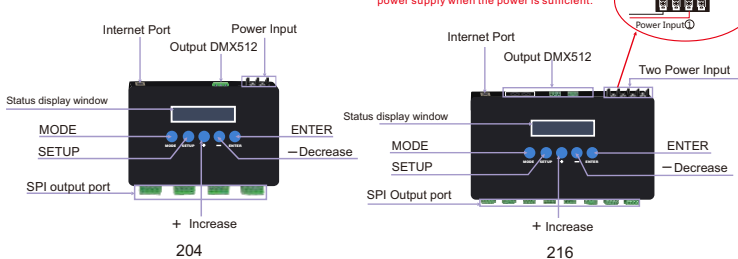 power supply when the power is sufficient.
Power Input①
Internet Port
Power Input
Output DMX512
Status display window
MODE
SETUP
ENTER
－Decrease
SPI output port
+ Increase
204
MODE SETUP + － ENTER
Internet Port
Output DMX512
Two Power Input
Status display window
MODE
SETUP
ENTER
－Decrease
SPI Output port
+ Increase
216
MODE SETUP + － ENTER